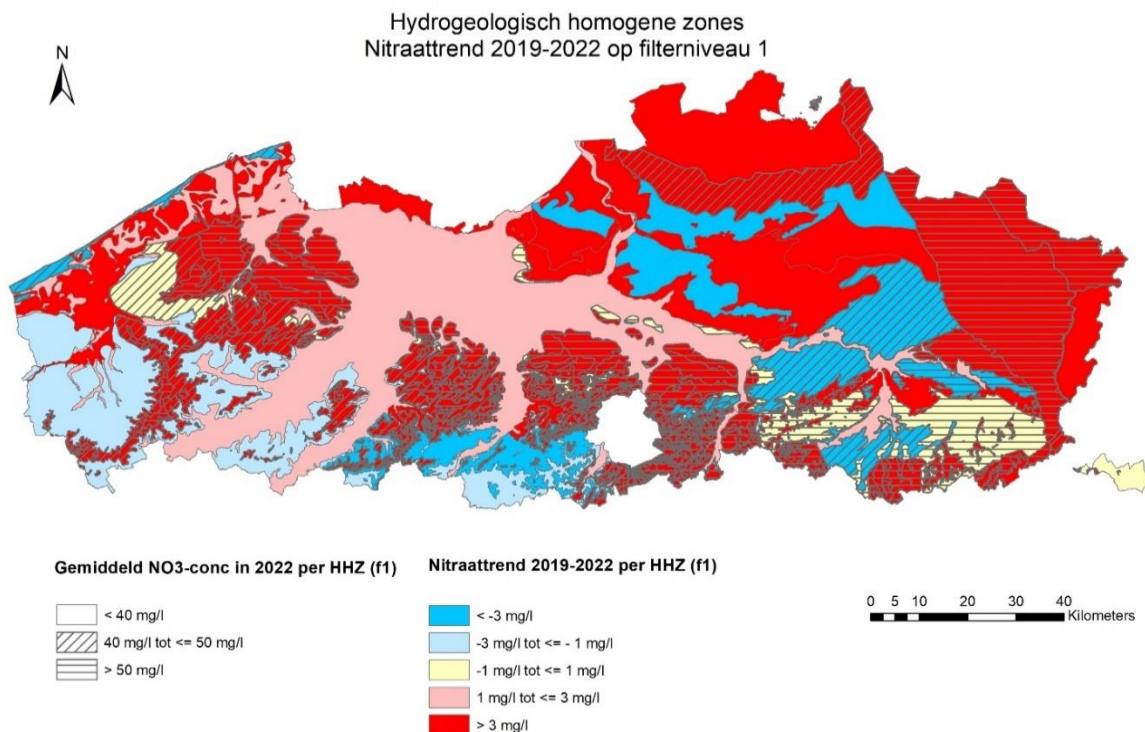 Hydrogeologisch homogene zones
Nitraattrend 2019-2022 op filterniveau 1
N
Gemiddeld NO3-conc in 2022 per HHZ (f1)
< 40 mg/l
40 mg/l tot <= 50 mg/l
> 50 mg/l
Nitraattrend 2019-2022 per HHZ (f1)
< -3 mg/l
-3 mg/l tot <= - 1 mg/l
-1 mg/l tot <= 1 mg/l
1 mg/l tot <= 3 mg/l
> 3 mg/l
0 5 10 20 30 40
Kilometers